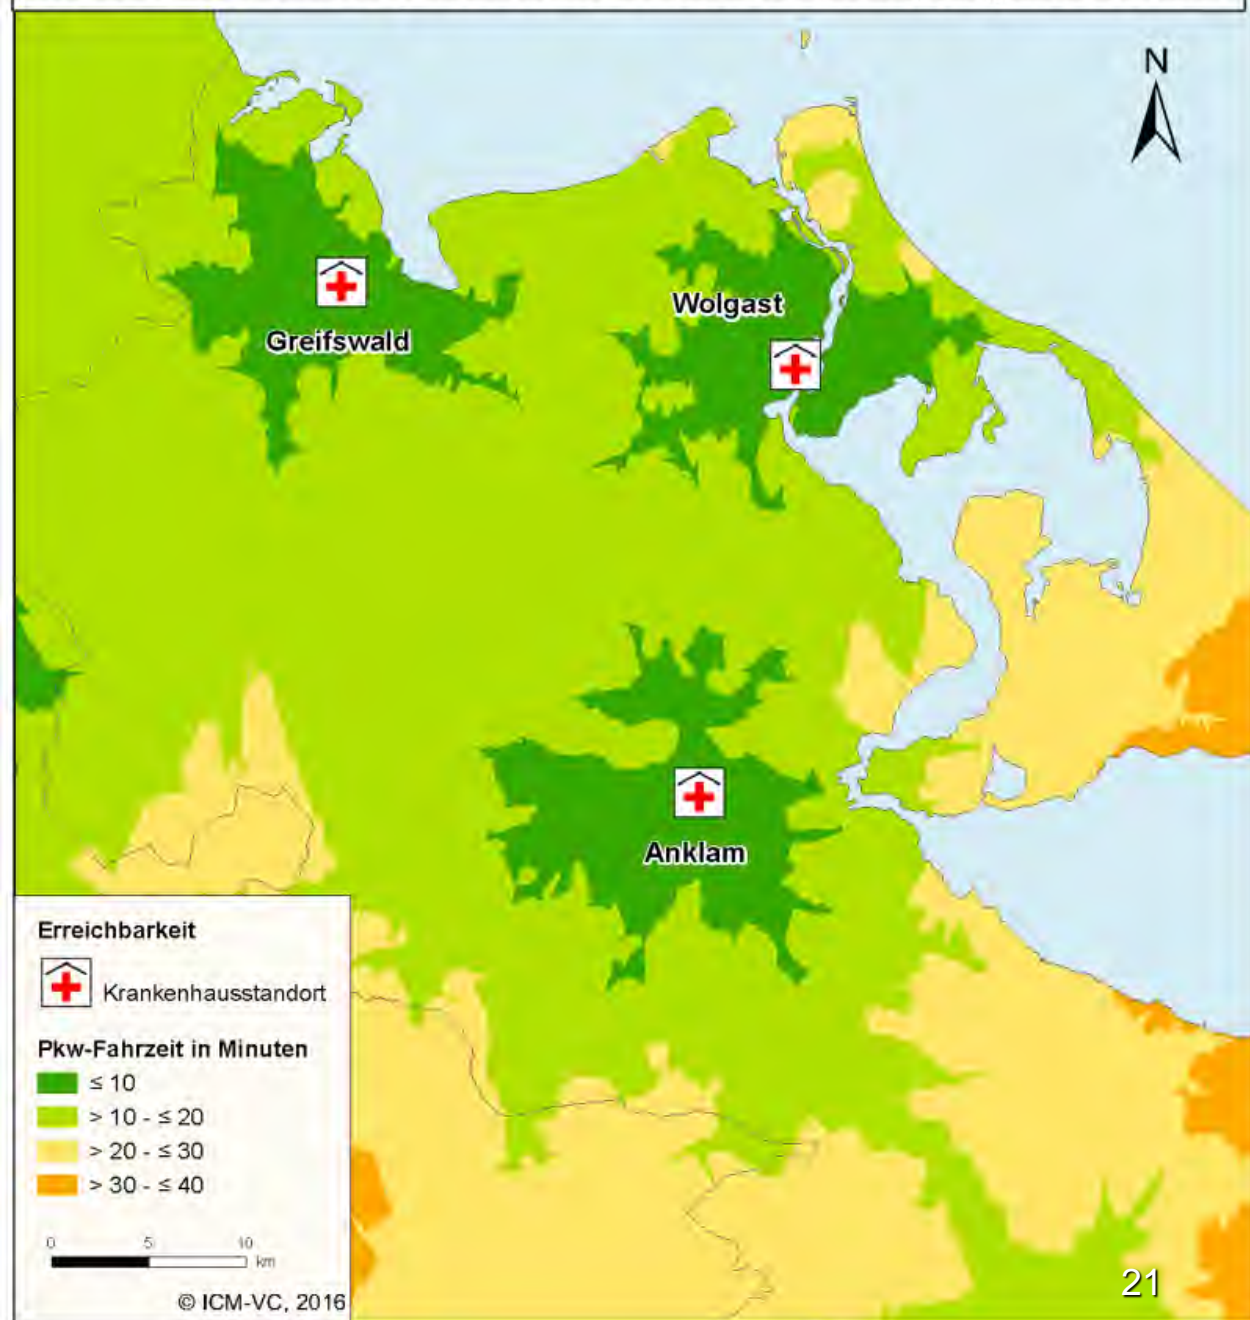 N
Wolgast
Greifswald
Anklam
Erreichbarkeit
Krankenhausstandort
Pkw-Fahrzeit in Minuten
≤ 10
> 10 - ≤ 20
> 20 - ≤ 30
> 30 - ≤ 40
0 5 10
km
© ICM-VC, 2016
21